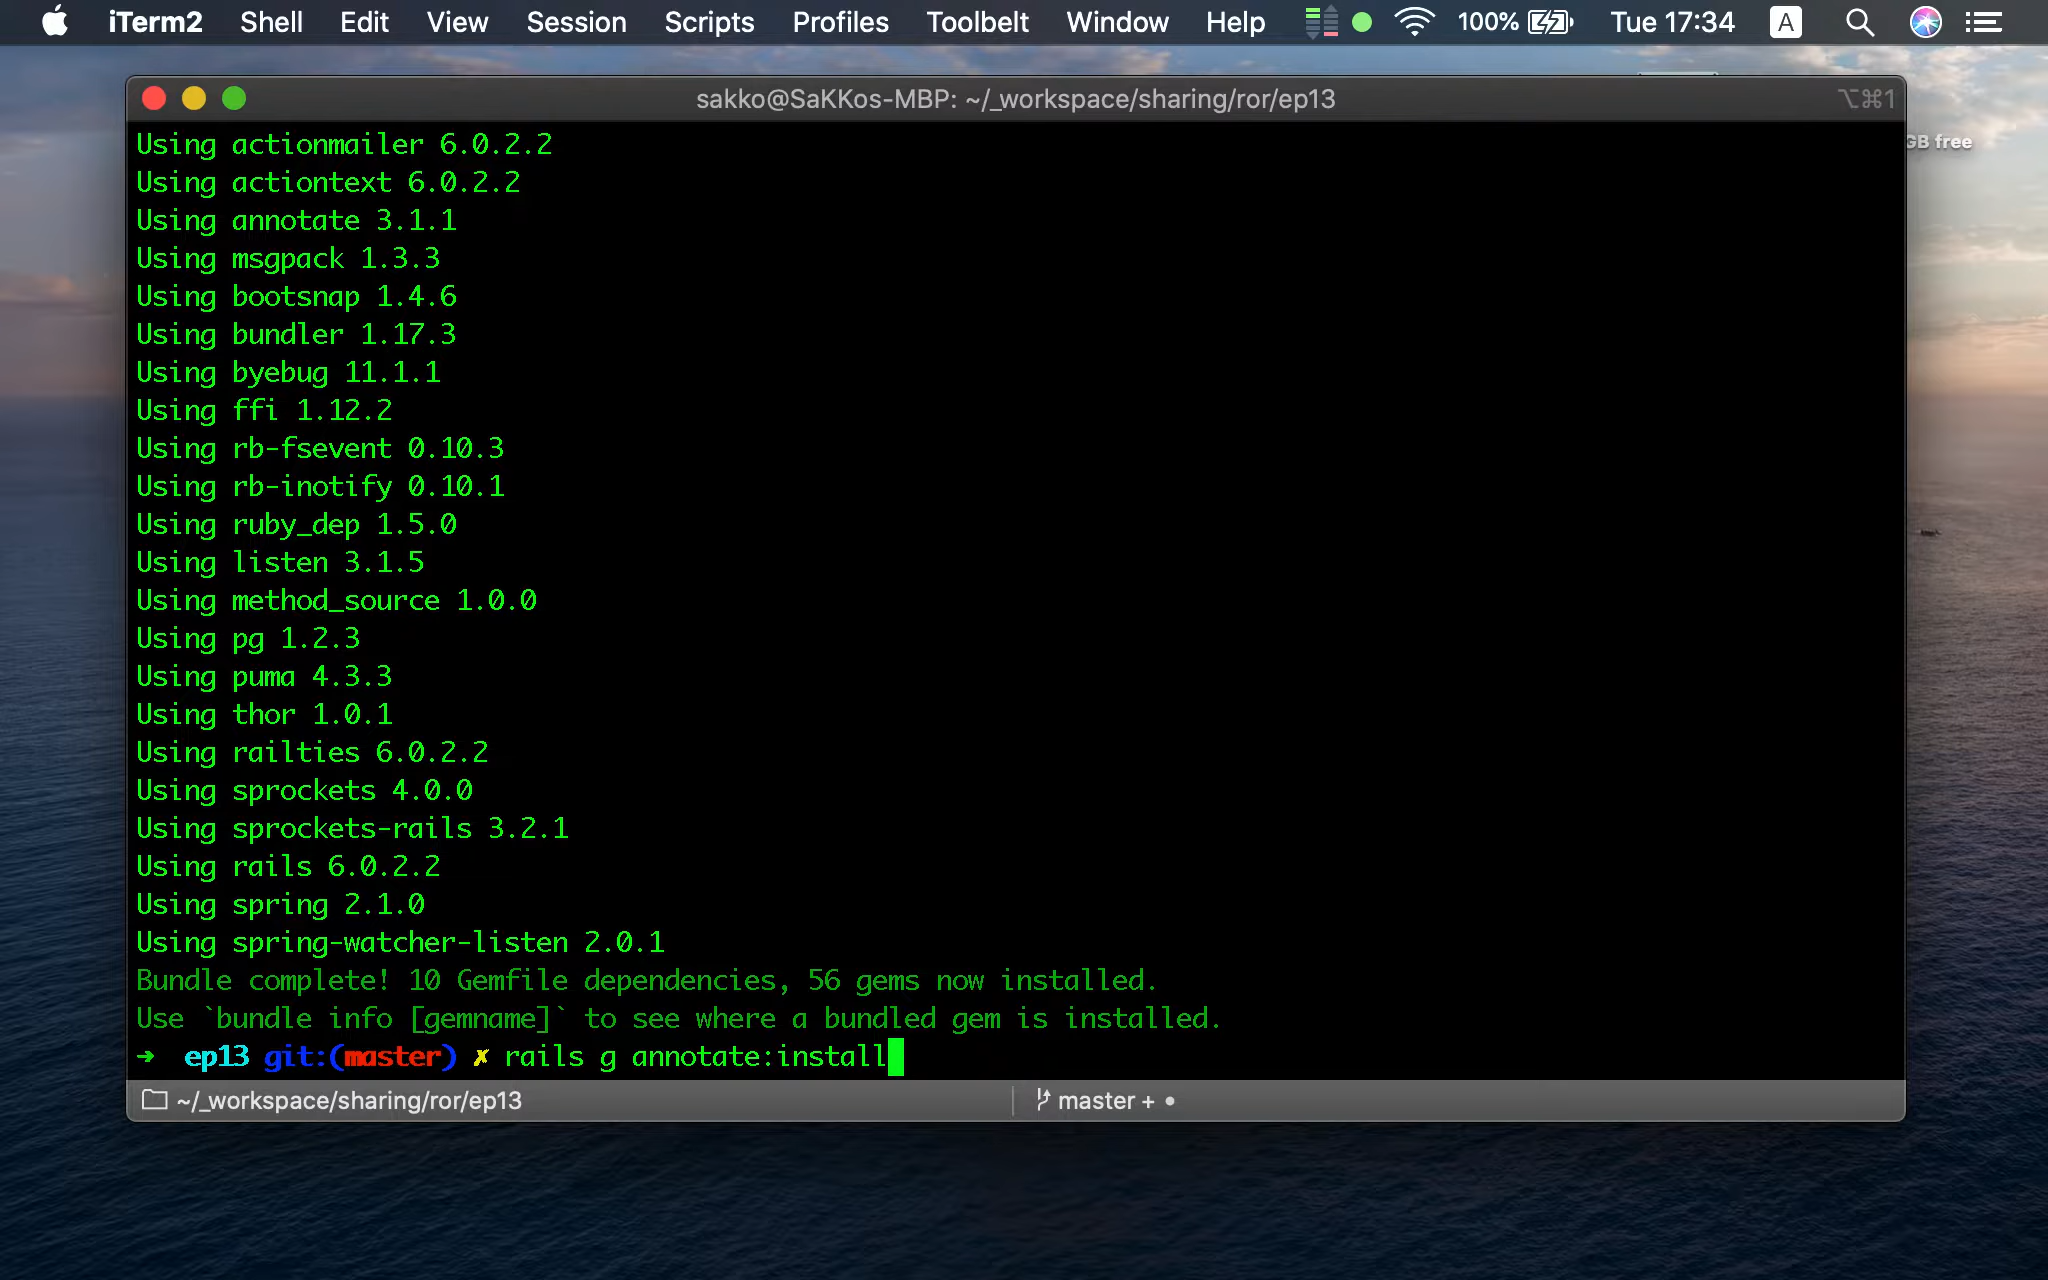 iTerm2 Shell Edit View Session Scripts Profiles Toolbelt Window Help 100% Tue 17:34 A
sakko@SaKKos-MBP: ~/_workspace/sharing/ror/ep13 ⌥⌘1
GB free
Using actionmailer 6.0.2.2
Using actiontext 6.0.2.2
Using annotate 3.1.1
Using msgpack 1.3.3
Using bootsnap 1.4.6
Using bundler 1.17.3
Using byebug 11.1.1
Using ffi 1.12.2
Using rb-fsevent 0.10.3
Using rb-inotify 0.10.1
Using ruby_dep 1.5.0
Using listen 3.1.5
Using method_source 1.0.0
Using pg 1.2.3
Using puma 4.3.3
Using thor 1.0.1
Using railties 6.0.2.2
Using sprockets 4.0.0
Using sprockets-rails 3.2.1
Using rails 6.0.2.2
Using spring 2.1.0
Using spring-watcher-listen 2.0.1
Bundle complete! 10 Gemfile dependencies, 56 gems now installed.
Use `bundle info [gemname]` to see where a bundled gem is installed.
➜ ep13 git:(master) ✗ rails g annotate:install
~/_workspace/sharing/ror/ep13 master + •